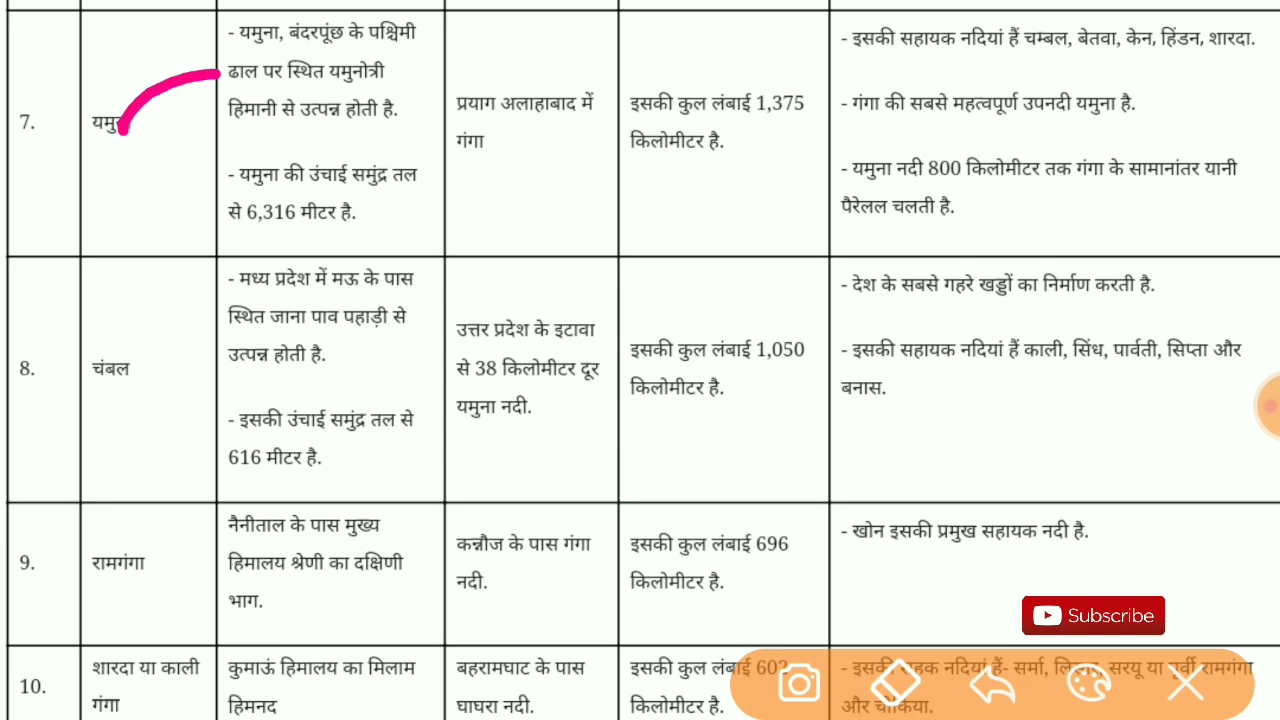 7.
यमुना
- यमुना, बंदरपूंछ के पश्चिमी
ढाल पर स्थित यमुनोत्री
हिमानी से उत्पन्न होती है.
- यमुना की उंचाई समुंद्र तल
से 6,316 मीटर है.
प्रयाग अलाहाबाद में
गंगा
इसकी कुल लंबाई 1,375
किलोमीटर है.
- इसकी सहायक नदियां हैं चम्बल, बेतवा, केन, हिंडन, शारदा.
- गंगा की सबसे महत्वपूर्ण उपनदी यमुना है.
- यमुना नदी 800 किलोमीटर तक गंगा के सामानांतर यानी
पैरेलल चलती है.
8.
चंबल
- मध्य प्रदेश में मऊ के पास
स्थित जाना पाव पहाड़ी से
उत्पन्न होती है.
- इसकी उंचाई समुंद्र तल से
616 मीटर है.
उत्तर प्रदेश के इटावा
से 38 किलोमीटर दूर
यमुना नदी.
इसकी कुल लंबाई 1,050
किलोमीटर है.
- देश के सबसे गहरे खड्डों का निर्माण करती है.
- इसकी सहायक नदियां हैं काली, सिंध, पार्वती, सिप्ता और
बनास.
9.
रामगंगा
नैनीताल के पास मुख्य
हिमालय श्रेणी का दक्षिणी
भाग.
कन्नौज के पास गंगा
नदी.
इसकी कुल लंबाई 696
किलोमीटर है.
- खोन इसकी प्रमुख सहायक नदी है.
Subscribe
10.
शारदा या काली
गंगा
कुमाऊं हिमालय का मिलाम
हिमनद
बहरामघाट के पास
घाघरा नदी.
इसकी कुल लंबाई 602
किलोमीटर है.
- इसकी नदियां हैं- सर्मा, सरयू या पूर्वी रामगंगा
और